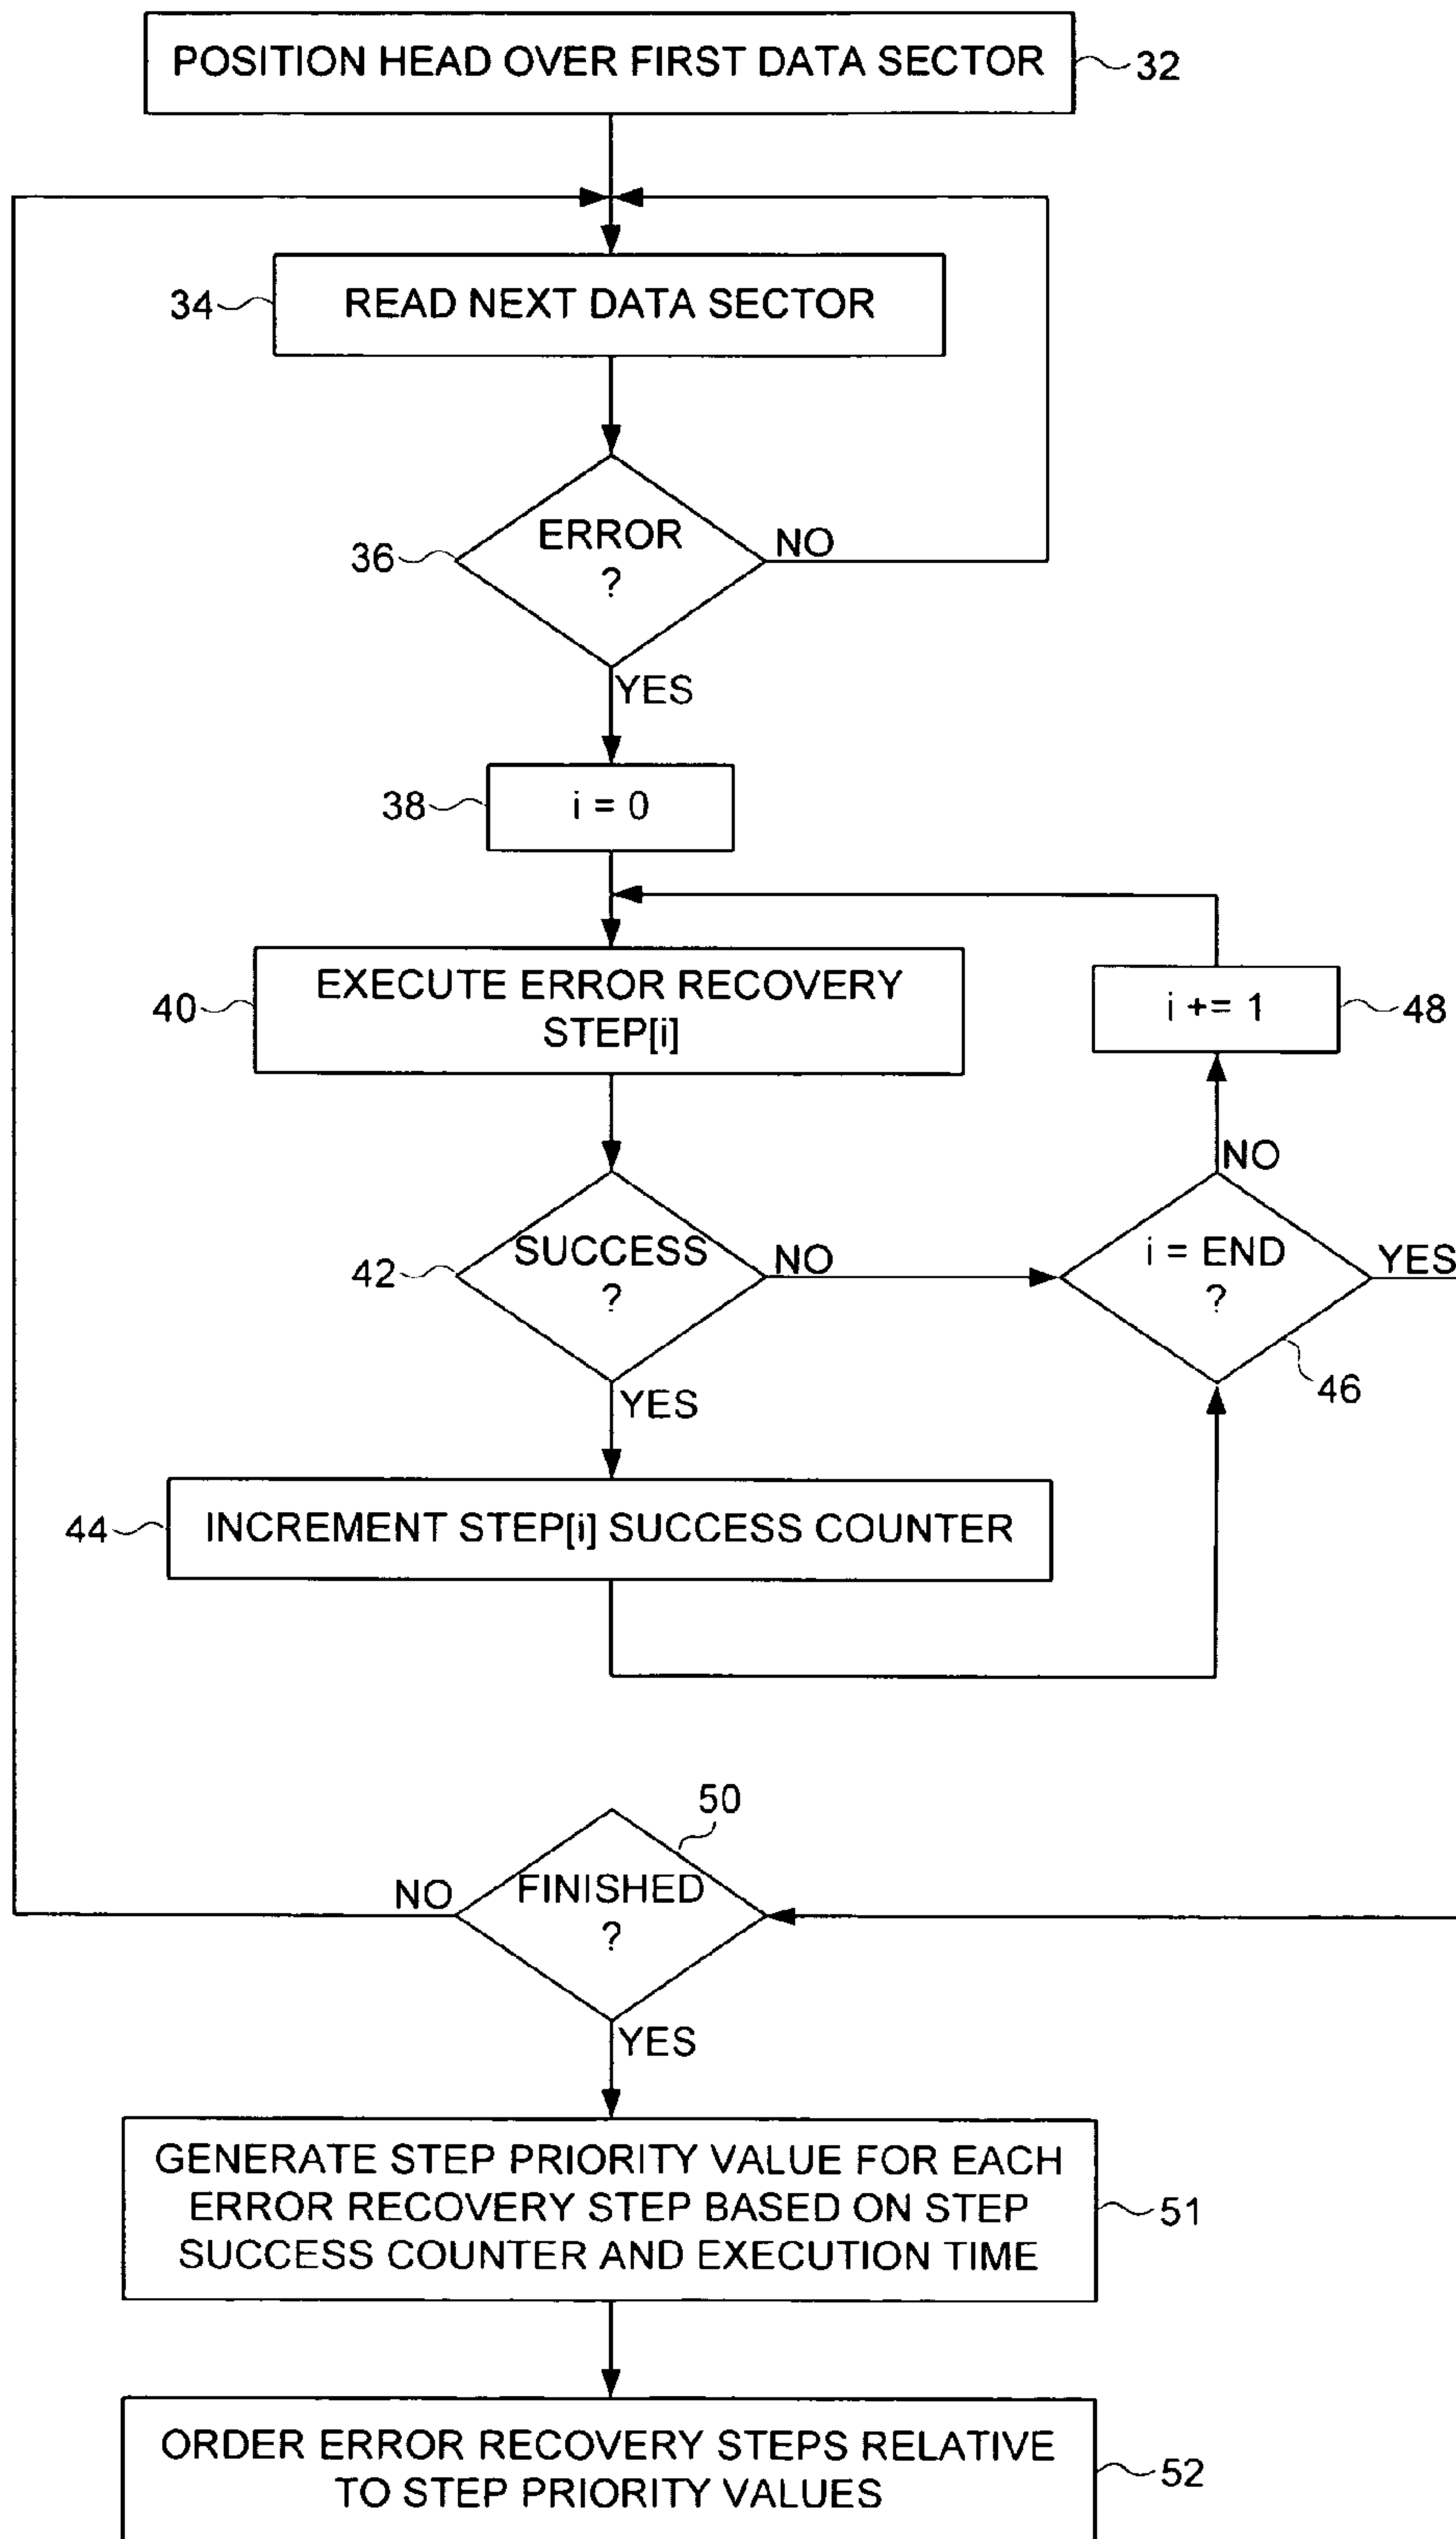 POSITION HEAD OVER FIRST DATA SECTOR
32
READ NEXT DATA SECTOR
34
ERROR
?
36
NO
YES
i = 0
38
EXECUTE ERROR RECOVERY
STEP[i]
40
i += 1
48
NO
SUCCESS
?
42
NO
i = END
?
YES
46
YES
INCREMENT STEP[i] SUCCESS COUNTER
44
50
FINISHED
?
NO
YES
GENERATE STEP PRIORITY VALUE FOR EACH
ERROR RECOVERY STEP BASED ON STEP
SUCCESS COUNTER AND EXECUTION TIME
51
ORDER ERROR RECOVERY STEPS RELATIVE
TO STEP PRIORITY VALUES
52